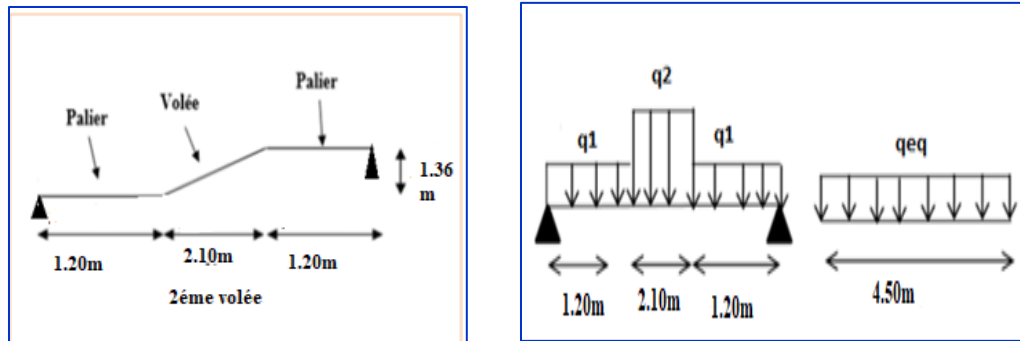 Palier
Volée
Palier
1.36
m
1.20m
2.10m
1.20m
2éme volée
q2
q1
q1
qeq
1.20m
2.10m
1.20m
4.50m